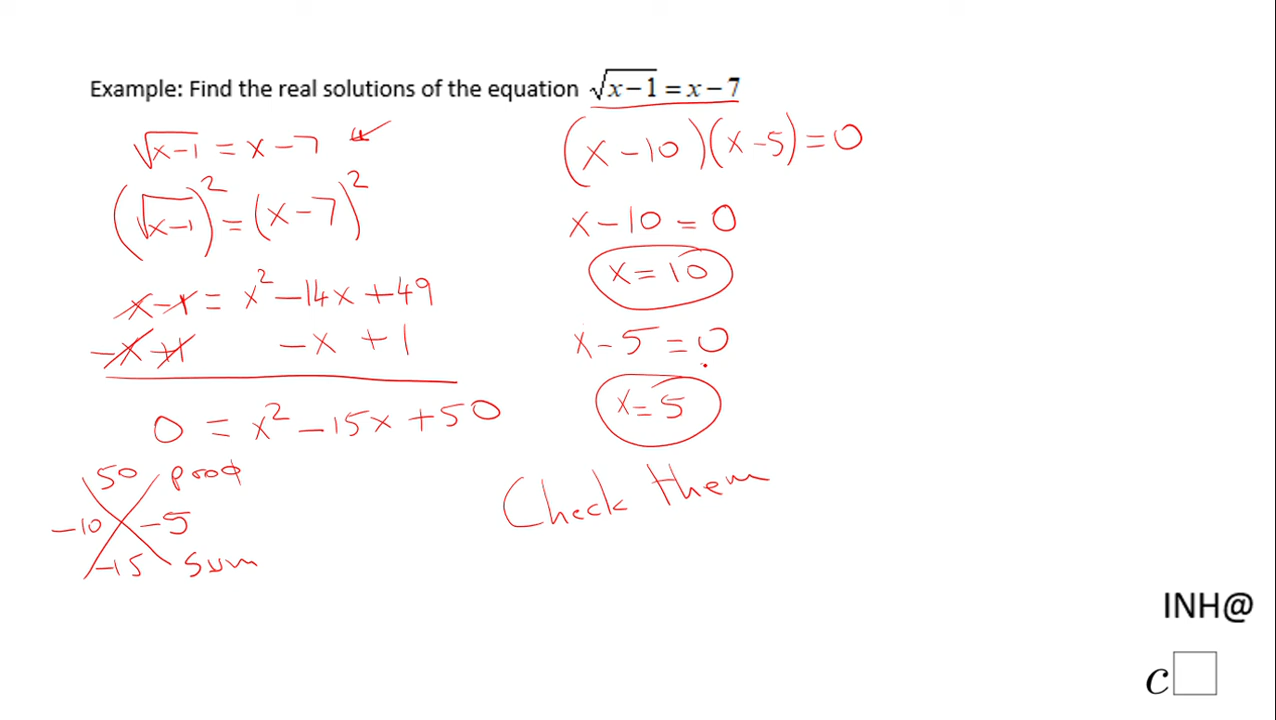 Example: Find the real solutions of the equation √(x−1) = x − 7
√(x−1) = x − 7
(√(x−1))² = (x − 7)²
x − 1 = x² − 14x + 49
−x + 1 − x + 1
0 = x² − 15x + 50
50 prod
−10 −5
−15 sum
(x − 10)(x − 5) = 0
x − 10 = 0
x = 10
x − 5 = 0
x = 5
Check them
INH@
c